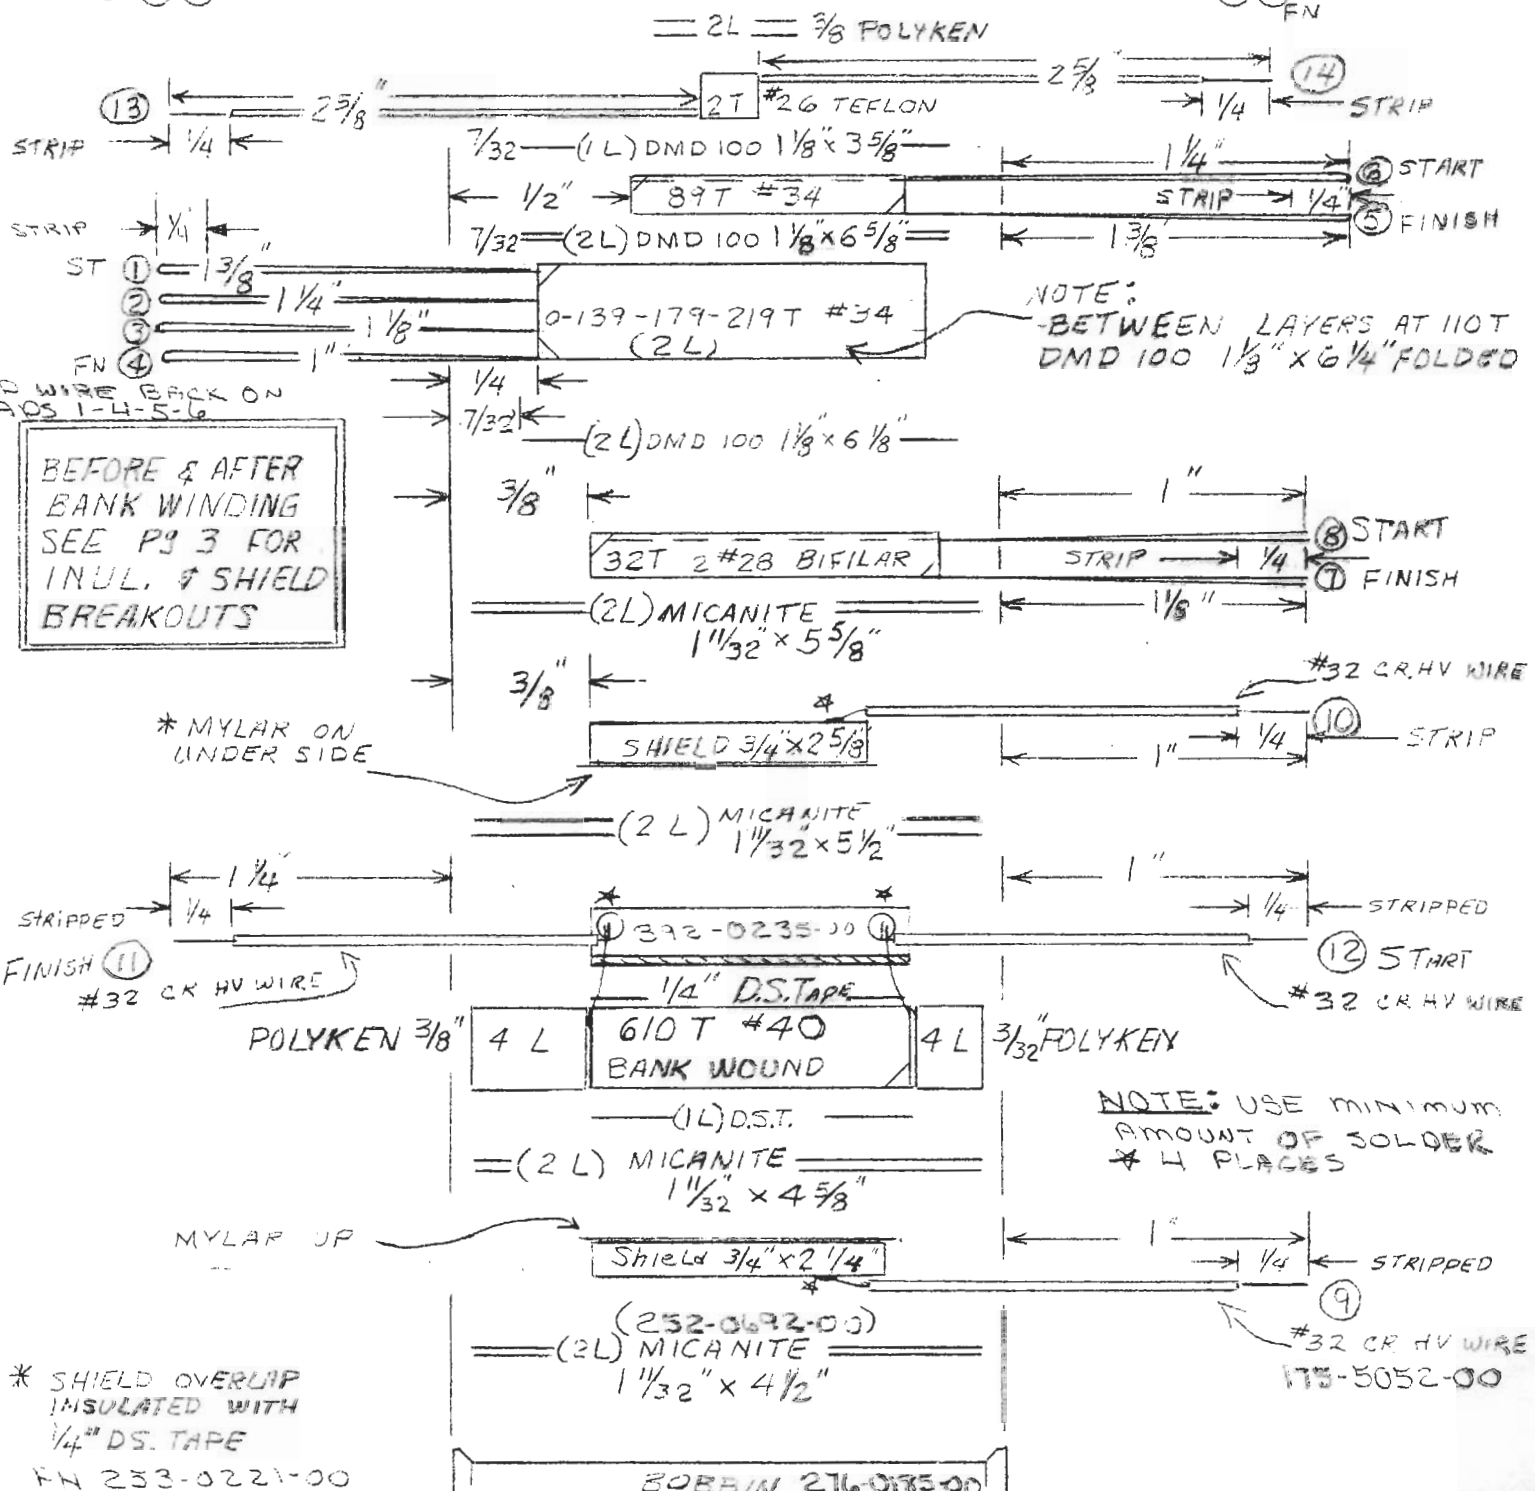 FN
2L 3/8 POLYKEN
13 2 5/8" 2T #26 TEFLON 2 5/8" 14
STRIP 1/4 1/4 STRIP
7/32 (1L) DMD 100 1 1/8" x 3 5/8"
1/2" 89T #34 1 1/4" START
STRIP 1/4"
7/32 (2L) DMD 100 1 1/8" x 6 5/8" 1 3/8" 5 FINISH
STRIP 1/4"
ST 1 1 3/8"
2 1 1/4"
3 1 1/8"
FN 4 1"
0-139-179-219T #34
(2L)
NOTE:
-BETWEEN LAYERS AT 110T
DMD 100 1 1/8" x 6 1/4" FOLDED
WIRE BACK ON
1-4-5-6
1/4
7/32
(2L) DMD 100 1 1/8" x 6 1/8"
BEFORE & AFTER
BANK WINDING
SEE Pg 3 FOR
INUL. & SHIELD
BREAKOUTS
3/8" 1"
32T 2 #28 BIFILAR 8 START
STRIP 1/4
7 FINISH
(2L) MICANITE 1 1/8"
1 11/32" x 5 5/8"
3/8" #32 CR. HV WIRE
* MYLAR ON
UNDER SIDE
* 10
SHIELD 3/4" x 2 5/8" 1/4 STRIP
1"
(2 L) MICANITE
1 11/32" x 5 1/2"
1 1/4" 1"
STRIPPED 1/4 * * 1/4 STRIPPED
392-0235-00
FINISH 11 12 START
#32 CR HV WIRE 1/4" D.S. TAPE #32 CR HV WIRE
POLYKEN 3/8" 4 L 610 T #40 4 L 3/32" POLYKEN
BANK WOUND
(1L) D.S.T.
NOTE: USE MINIMUM
AMOUNT OF SOLDER
* 4 PLACES
(2 L) MICANITE
1 11/32" x 4 5/8"
MYLAR UP 1"
Shield 3/4" x 2 1/4" 1/4 STRIPPED
* 9
(252-0692-00)
#32 CR HV WIRE
175-5052-00
(2L) MICANITE
1 11/32" x 4 1/2"
* SHIELD OVERLAP
INSULATED WITH
1/4" DS. TAPE
253-0221-00
BOBBIN 276-0185-00